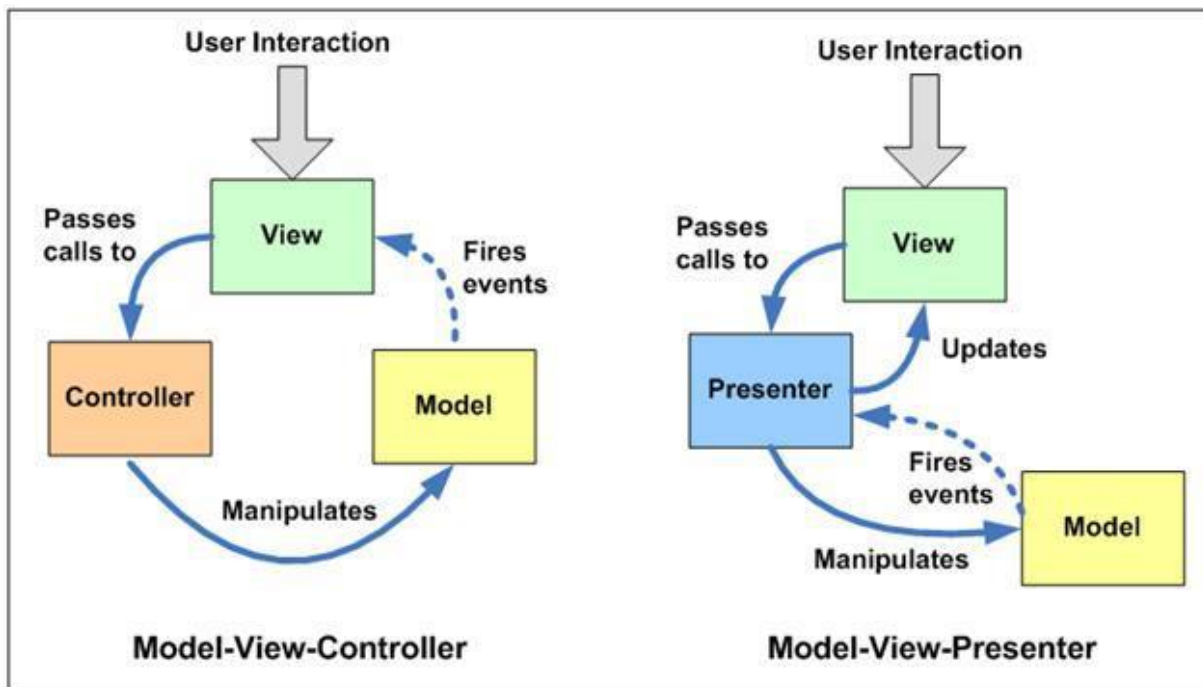 User Interaction
View
Passes
calls to
Fires
events
Controller
Model
Manipulates
Model-View-Controller
User Interaction
View
Passes
calls to
Updates
Presenter
Fires
events
Model
Manipulates
Model-View-Presenter